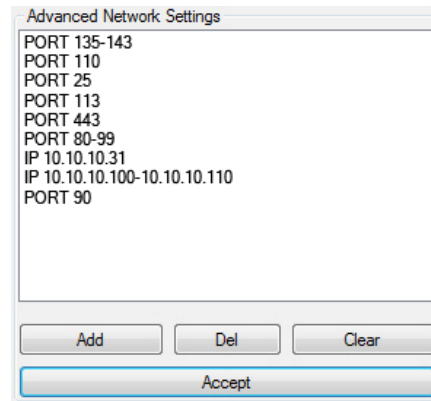 Advanced Network Settings
PORT 135-143
PORT 110
PORT 25
PORT 113
PORT 443
PORT 80-99
IP 10.10.10.31
IP 10.10.10.100-10.10.10.110
PORT 90
Add Del Clear
Accept